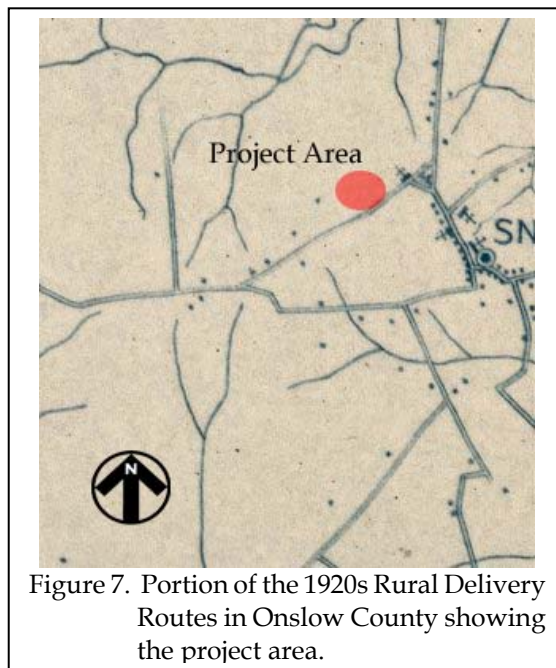 Project Area
SN
N
Figure 7. Portion of the 1920s Rural Delivery
Routes in Onslow County showing
the project area.